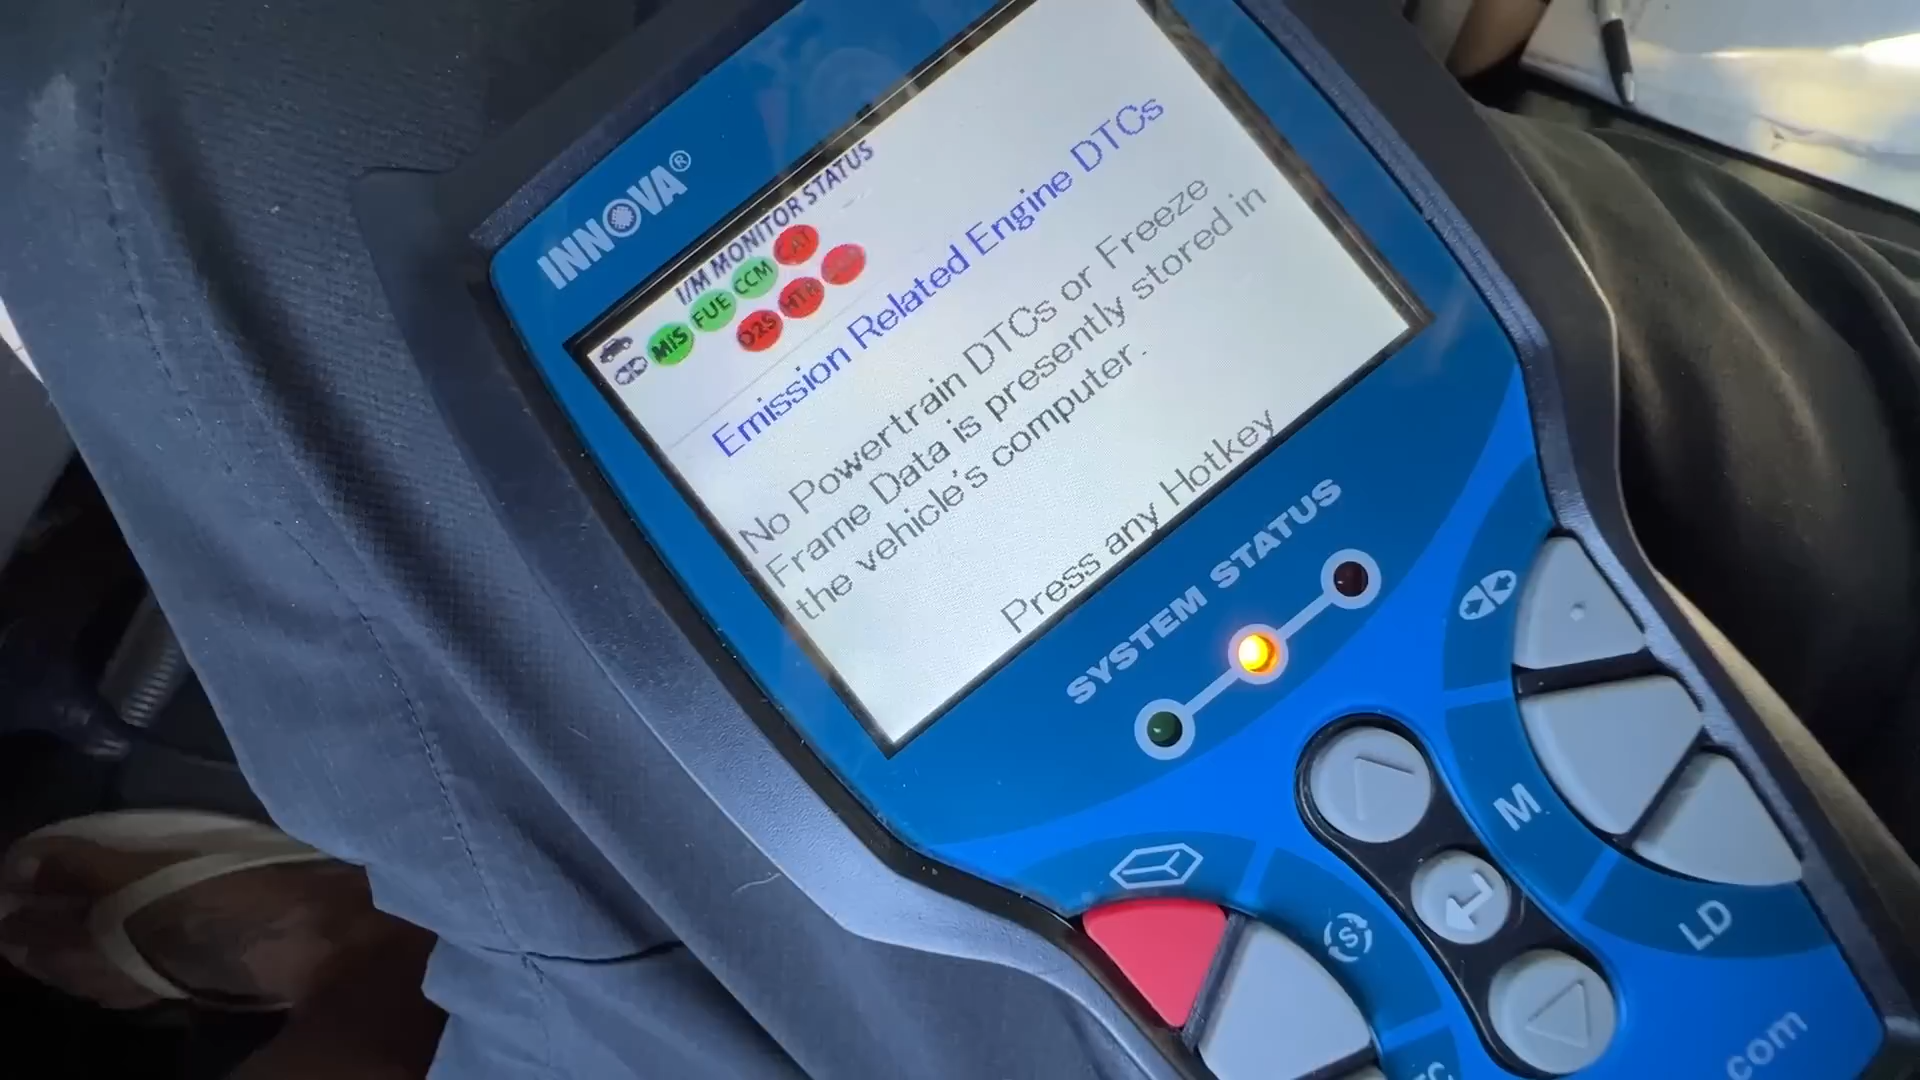 INNOVA®
I/M MONITOR STATUS
MIS FUE CCM CAT
O2S HTR
Emission Related Engine DTCs
No Powertrain DTCs or Freeze
Frame Data is presently stored in
the vehicle's computer.
Press any Hotkey
SYSTEM STATUS
M
LD
com